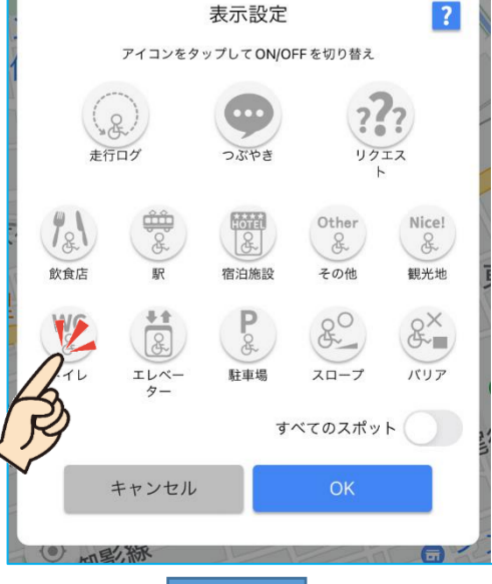 表示設定
?
アイコンをタップしてON/OFFを切り替え
走行ログ
つぶやき
リクエス
ト
???
HOTEL
Other
Nice!
飲食店
駅
宿泊施設
その他
観光地
WC
P
イレ
エレベー
ター
駐車場
スロープ
バリア
すべてのスポット
キャンセル
OK